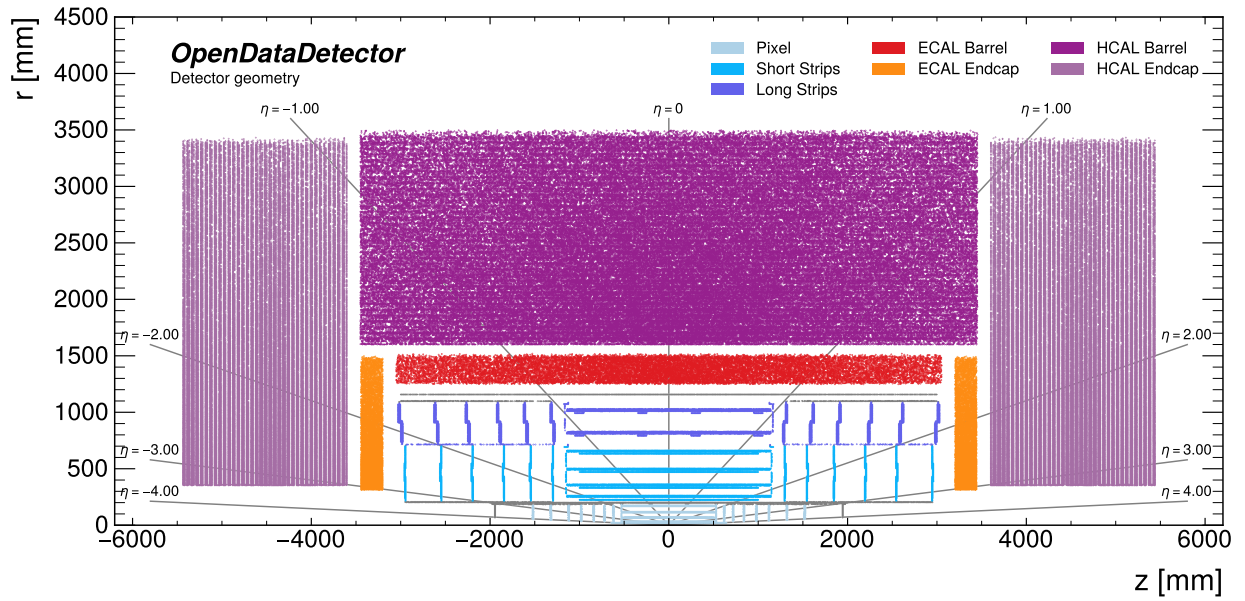 OpenDataDetector
Detector geometry
Pixel
Short Strips
Long Strips
ECAL Barrel
ECAL Endcap
HCAL Barrel
HCAL Endcap
r [mm]
4500
4000
3500
3000
2500
2000
1500
1000
500
0
η = −1.00
η = 0
η = 1.00
η = −2.00
η = 2.00
η = −3.00
η = 3.00
η = −4.00
η = 4.00
−6000
−4000
−2000
0
2000
4000
6000
z [mm]